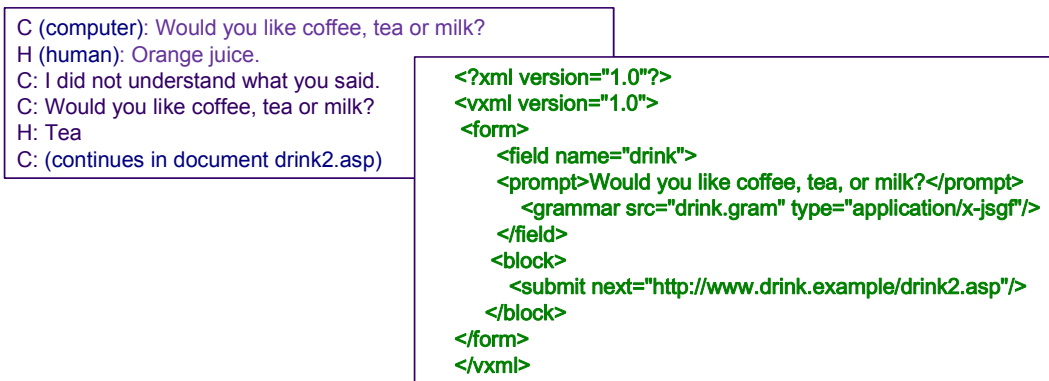 C (computer): Would you like coffee, tea or milk?
H (human): Orange juice.
C: I did not understand what you said.
C: Would you like coffee, tea or milk?
H: Tea
C: (continues in document drink2.asp)
<?xml version="1.0"?>
<vxml version="1.0">
<form>
<field name="drink">
<prompt>Would you like coffee, tea, or milk?</prompt>
<grammar src="drink.gram" type="application/x-jsgf"/>
</field>
<block>
<submit next="http://www.drink.example/drink2.asp"/>
</block>
</form>
</vxml>